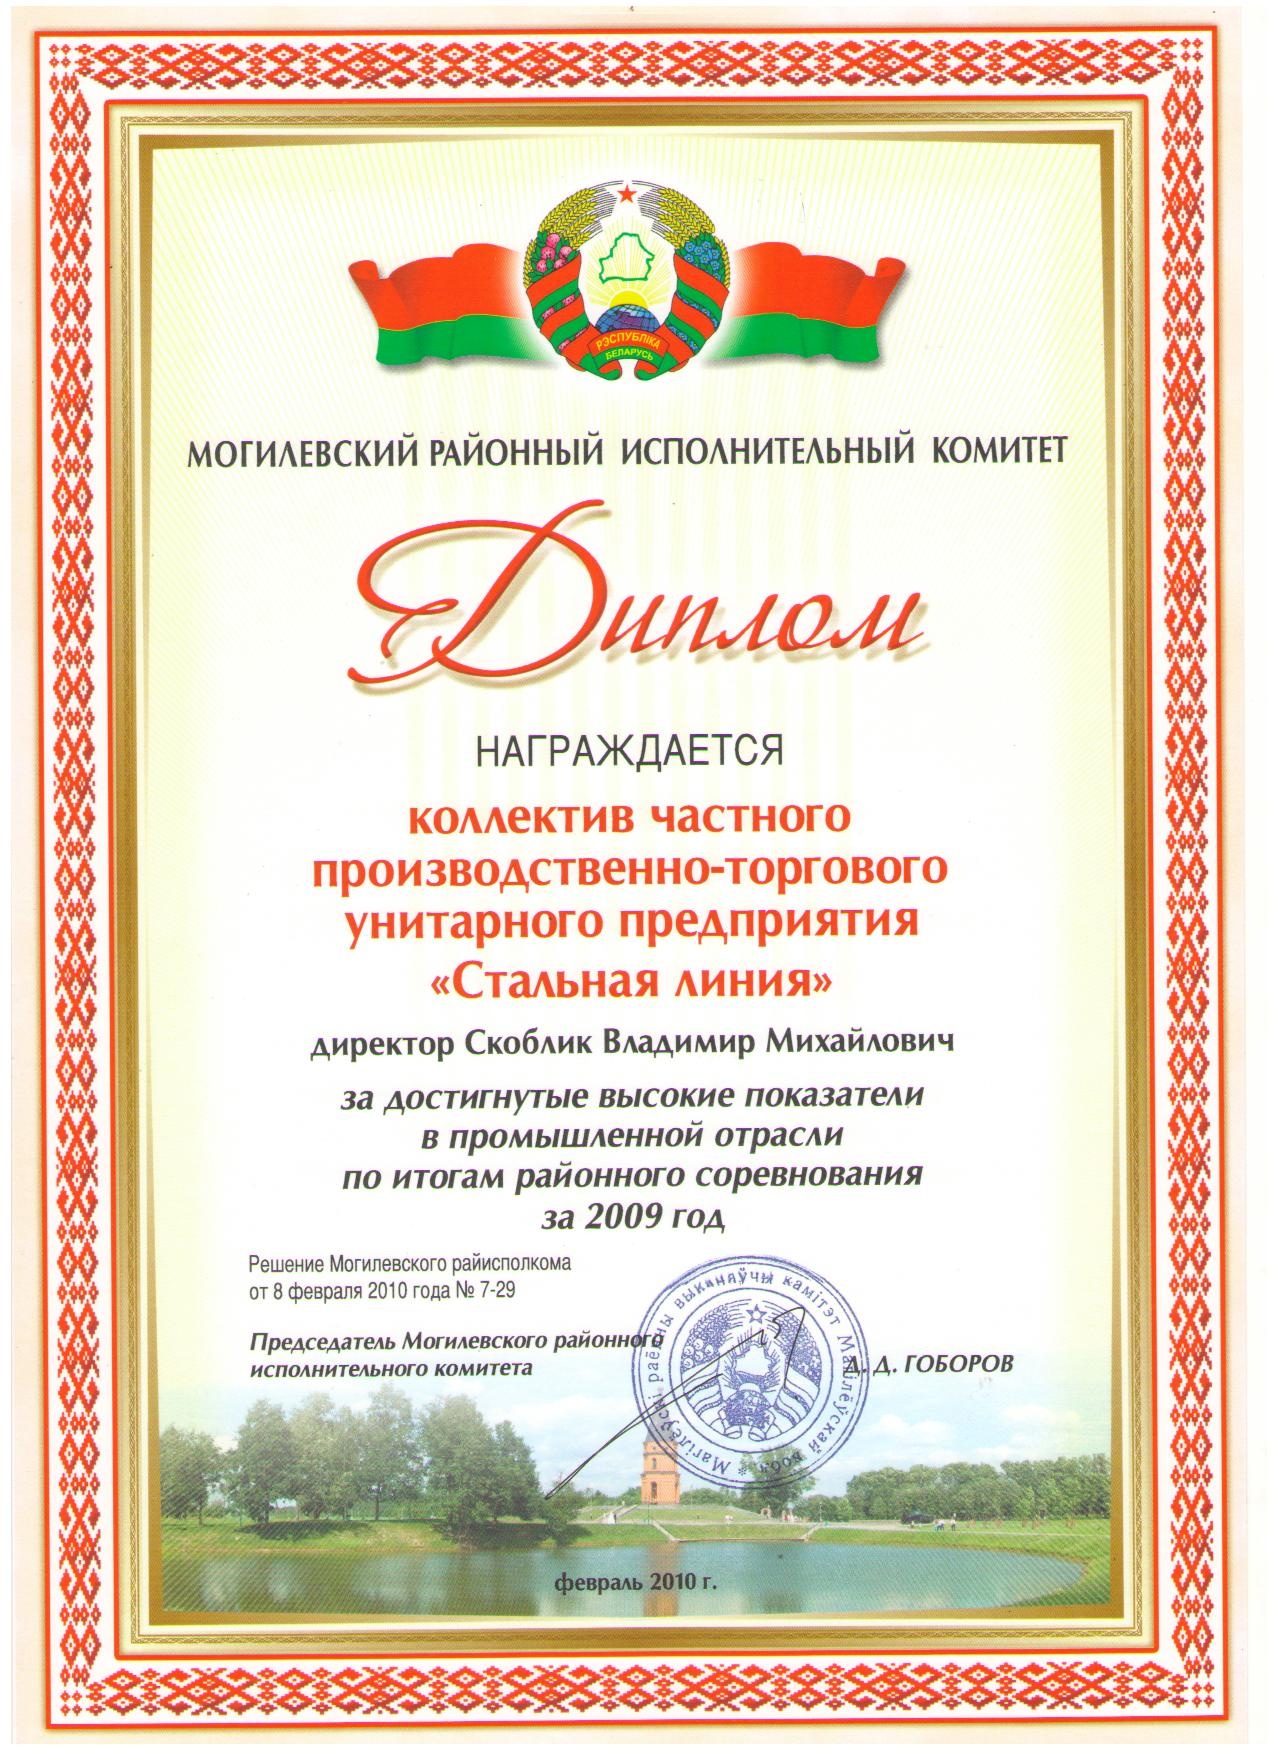 РЭСПУБЛІКА
БЕЛАРУСЬ
МОГИЛЕВСКИЙ РАЙОННЫЙ ИСПОЛНИТЕЛЬНЫЙ КОМИТЕТ
Диплом
НАГРАЖДАЕТСЯ
коллектив частного
производственно-торгового
унитарного предприятия
«Стальная линия»
директор Скоблик Владимир Михайлович
за достигнутые высокие показатели
в промышленной отрасли
по итогам районного соревнования
за 2009 год
Решение Могилевского райисполкома
от 8 февраля 2010 года № 7-29
Председатель Могилевского районного
исполнительного комитета
Д. Д. ГОБОРОВ
* Магілёўскі раённы выканаўчы камітэт Магілёўскай вобл.
февраль 2010 г.